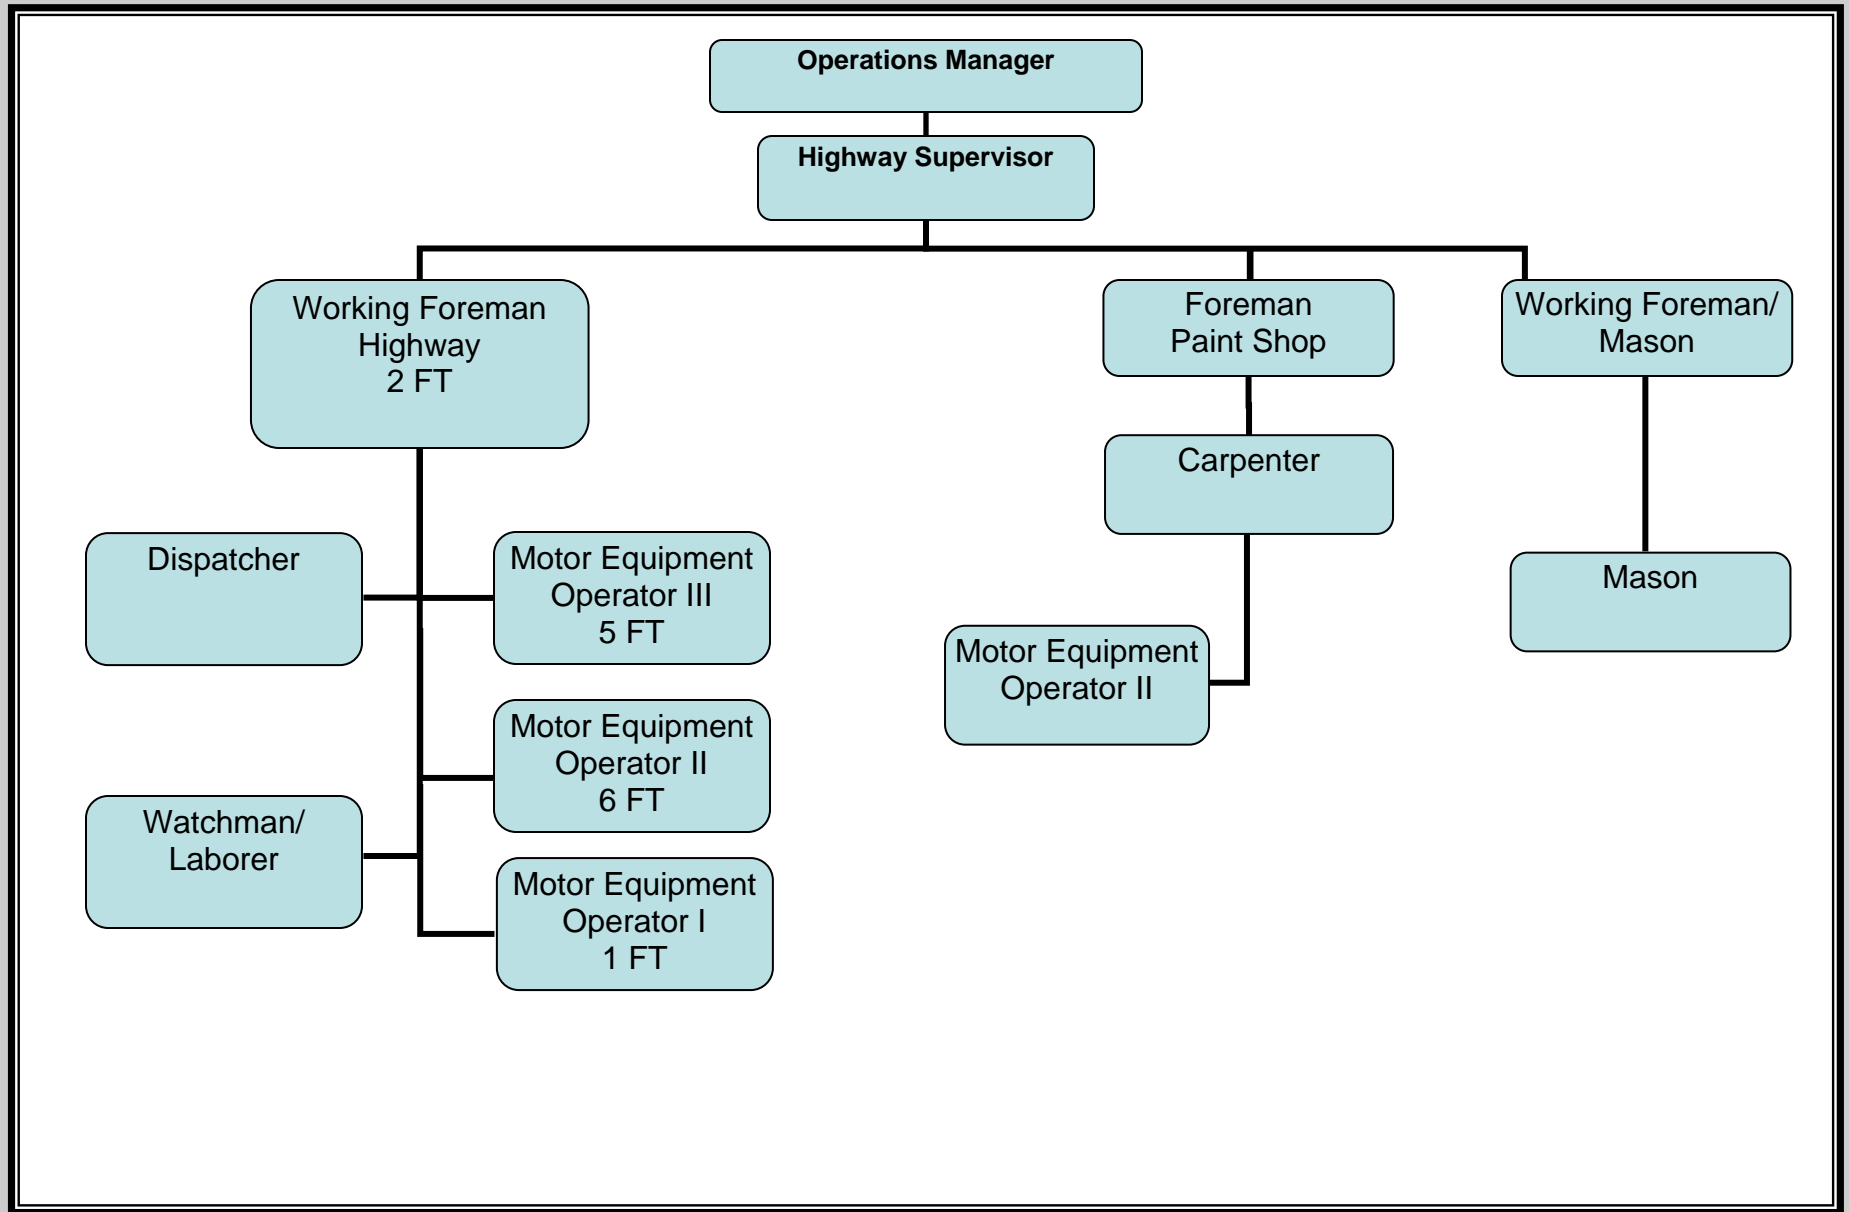 Operations Manager
Highway Supervisor
Working Foreman
Highway
2 FT
Foreman
Paint Shop
Working Foreman/
Mason
Carpenter
Dispatcher
Motor Equipment
Operator III
5 FT
Mason
Motor Equipment
Operator II
Motor Equipment
Operator II
6 FT
Watchman/
Laborer
Motor Equipment
Operator I
1 FT